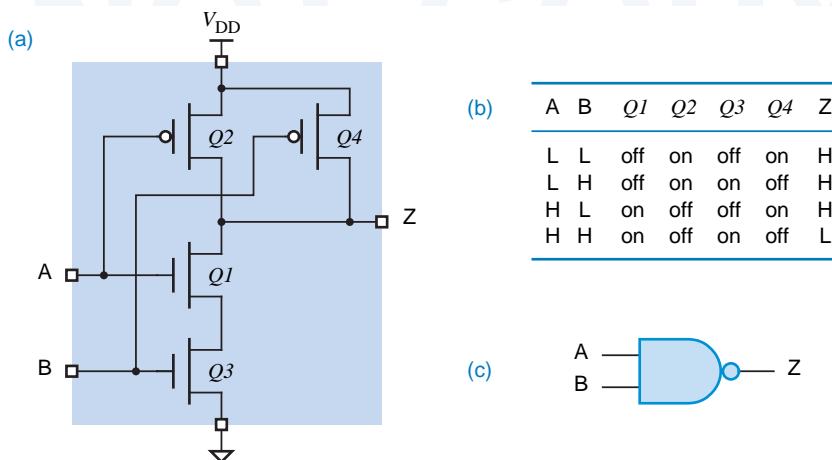 (a)
V_DD
Q2
Q4
Z
A
Q1
B
Q3
(b)
A B Q1 Q2 Q3 Q4 Z
L L off on off on H
L H off on on off H
H L on off off on H
H H on off on off L
(c)
A
B
Z